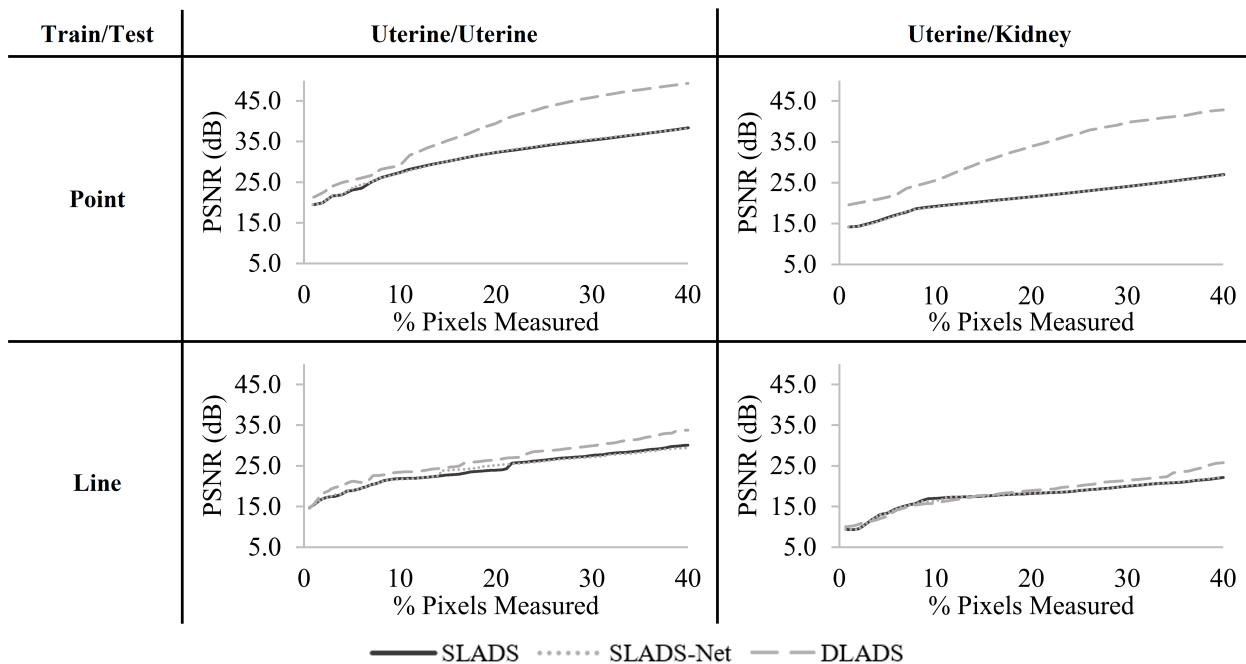 Train/Test Uterine/Uterine Uterine/Kidney
Point
PSNR (dB)
45.0
35.0
25.0
15.0
5.0
0 10 20 30 40
% Pixels Measured
PSNR (dB)
45.0
35.0
25.0
15.0
5.0
0 10 20 30 40
% Pixels Measured
Line
PSNR (dB)
45.0
35.0
25.0
15.0
5.0
0 10 20 30 40
% Pixels Measured
PSNR (dB)
45.0
35.0
25.0
15.0
5.0
0 10 20 30 40
% Pixels Measured
SLADS SLADS-Net DLADS